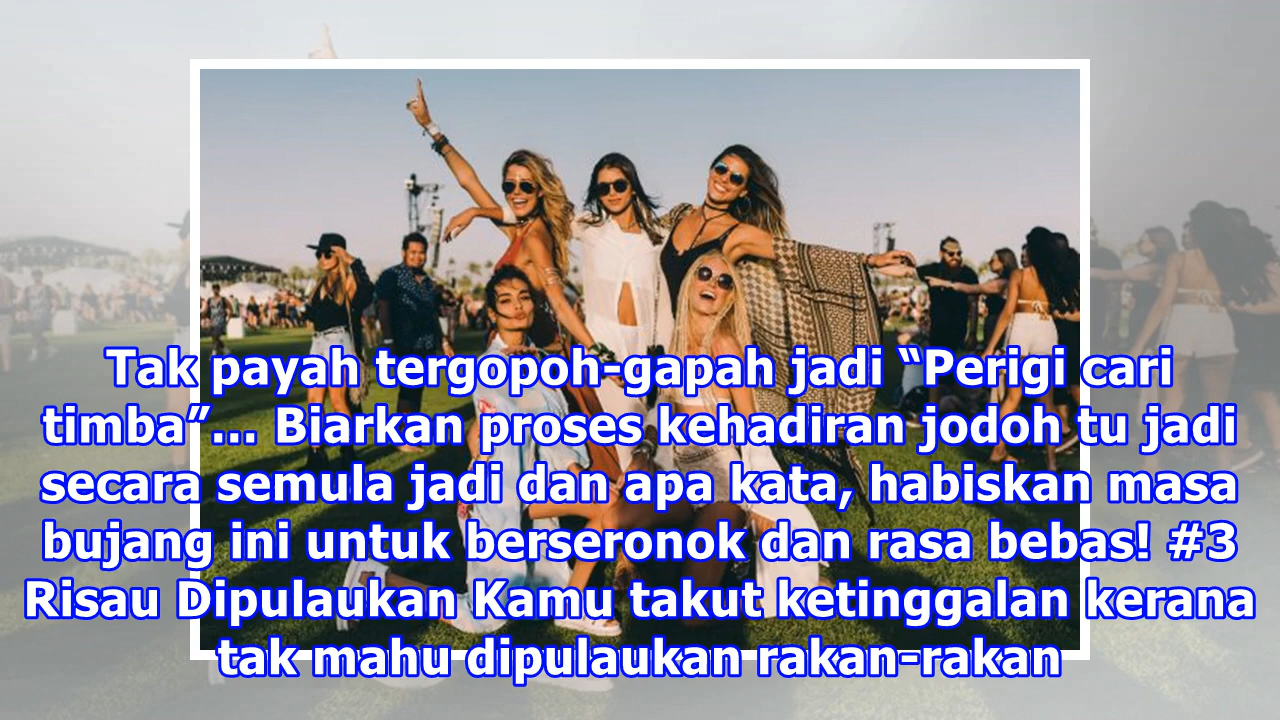 Tak payah tergopoh-gapah jadi “Perigi cari
timba”... Biarkan proses kehadiran jodoh tu jadi
secara semula jadi dan apa kata, habiskan masa
bujang ini untuk berseronok dan rasa bebas! #3
Risau Dipulaukan Kamu takut ketinggalan kerana
tak mahu dipulaukan rakan-rakan